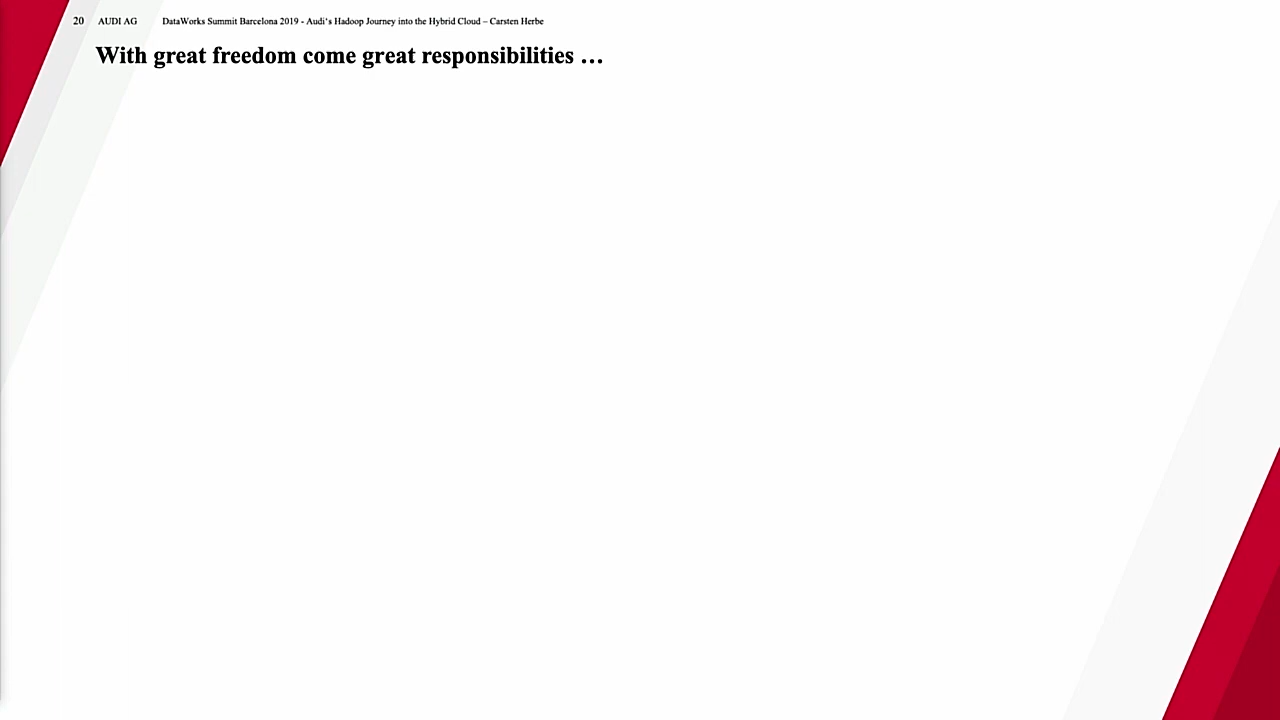 20 AUDI AG DataWorks Summit Barcelona 2019 - Audi's Hadoop Journey into the Hybrid Cloud – Carsten Herbe
With great freedom come great responsibilities …